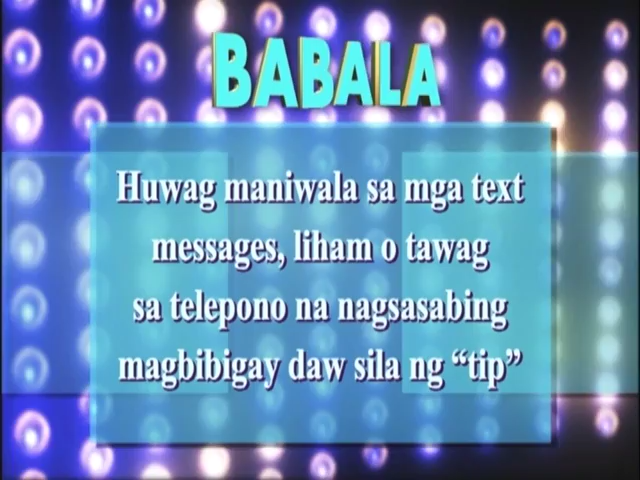 BABALA
Huwag maniwala sa mga text
messages, liham o tawag
sa telepono na nagsasabing
magbibigay daw sila ng “tip”